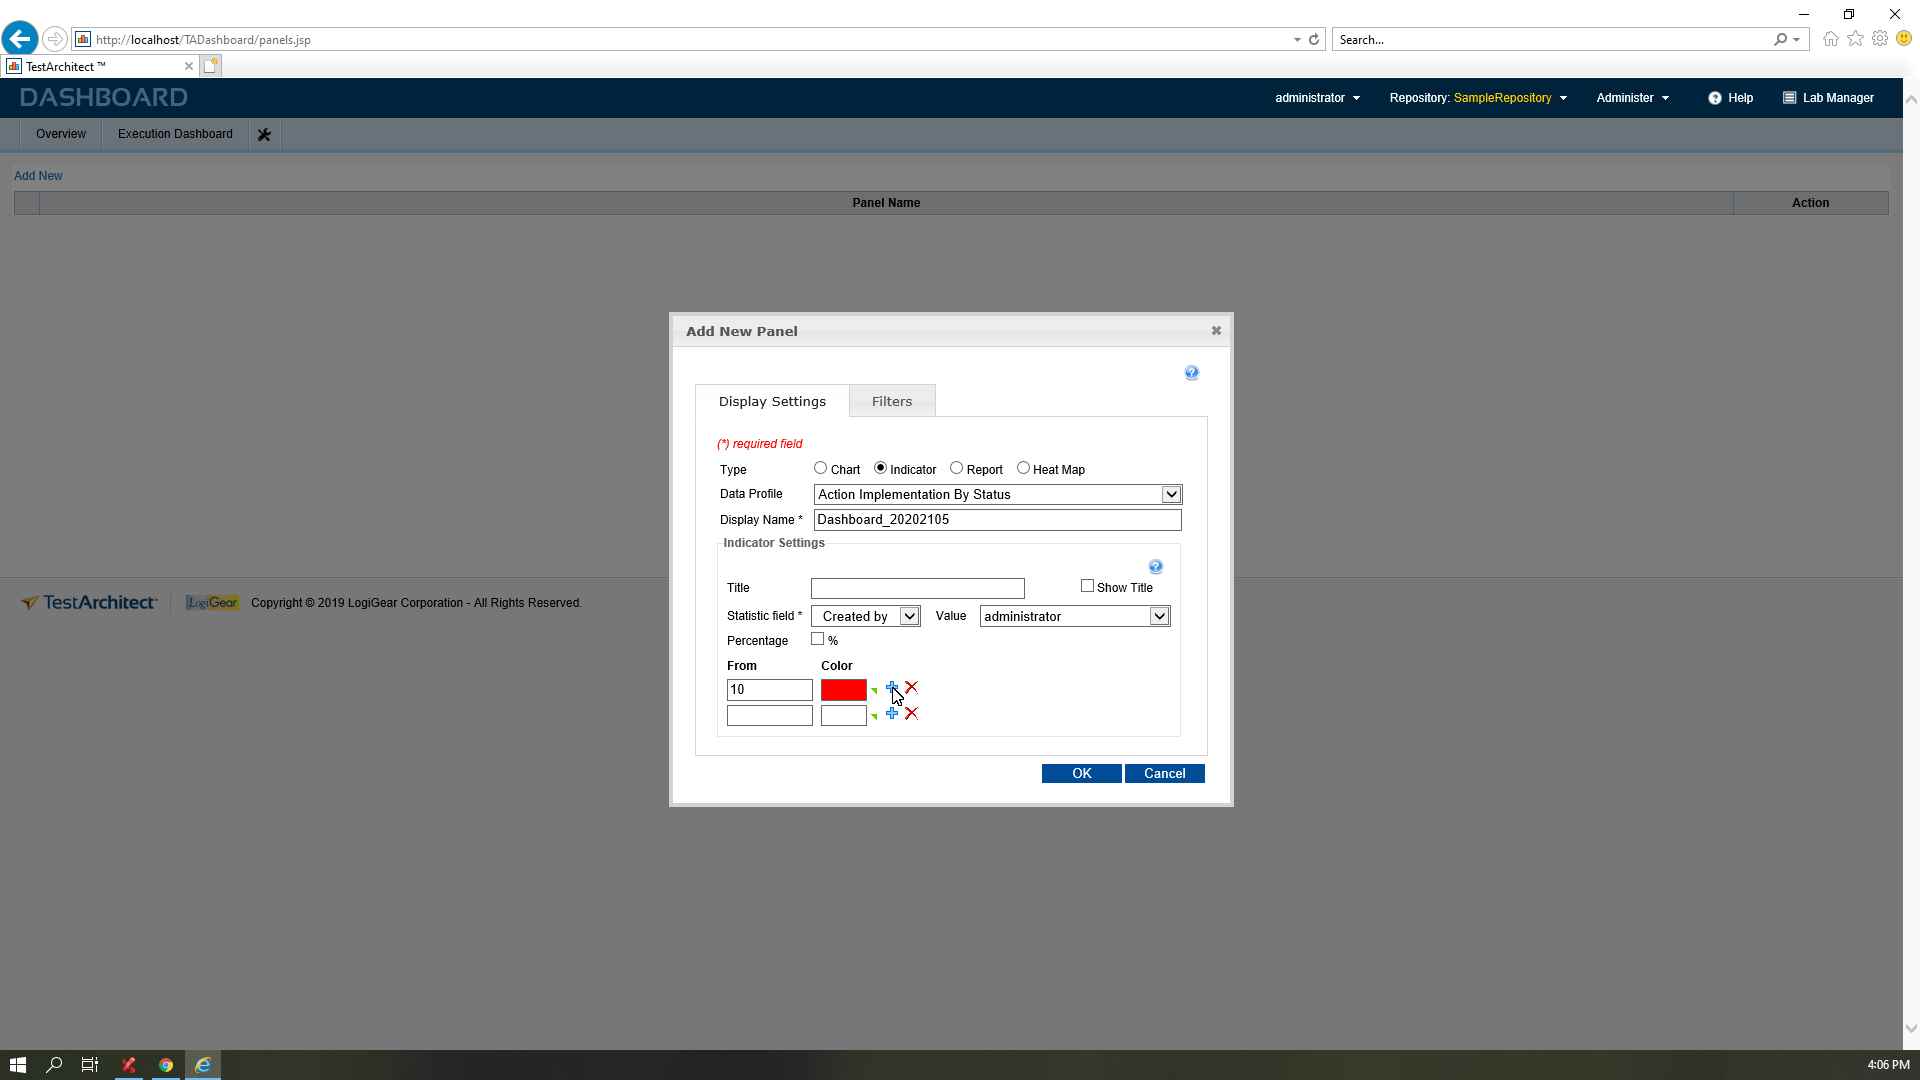 http://localhost/TADashboard/panels.jsp
Search...
TestArchitect ™
DASHBOARD
administrator
Repository: SampleRepository
Administer
Help
Lab Manager
Overview
Execution Dashboard
Add New
Panel Name
Action
Add New Panel
Display Settings
Filters
(*) required field
Type
Chart
Indicator
Report
Heat Map
Data Profile
Action Implementation By Status
Display Name *
Dashboard_20202105
Indicator Settings
Title
Show Title
Statistic field *
Created by
Value
administrator
Percentage
%
From
Color
10
OK
Cancel
TestArchitect
LogiGear
Copyright © 2019 LogiGear Corporation - All Rights Reserved.
4:06 PM